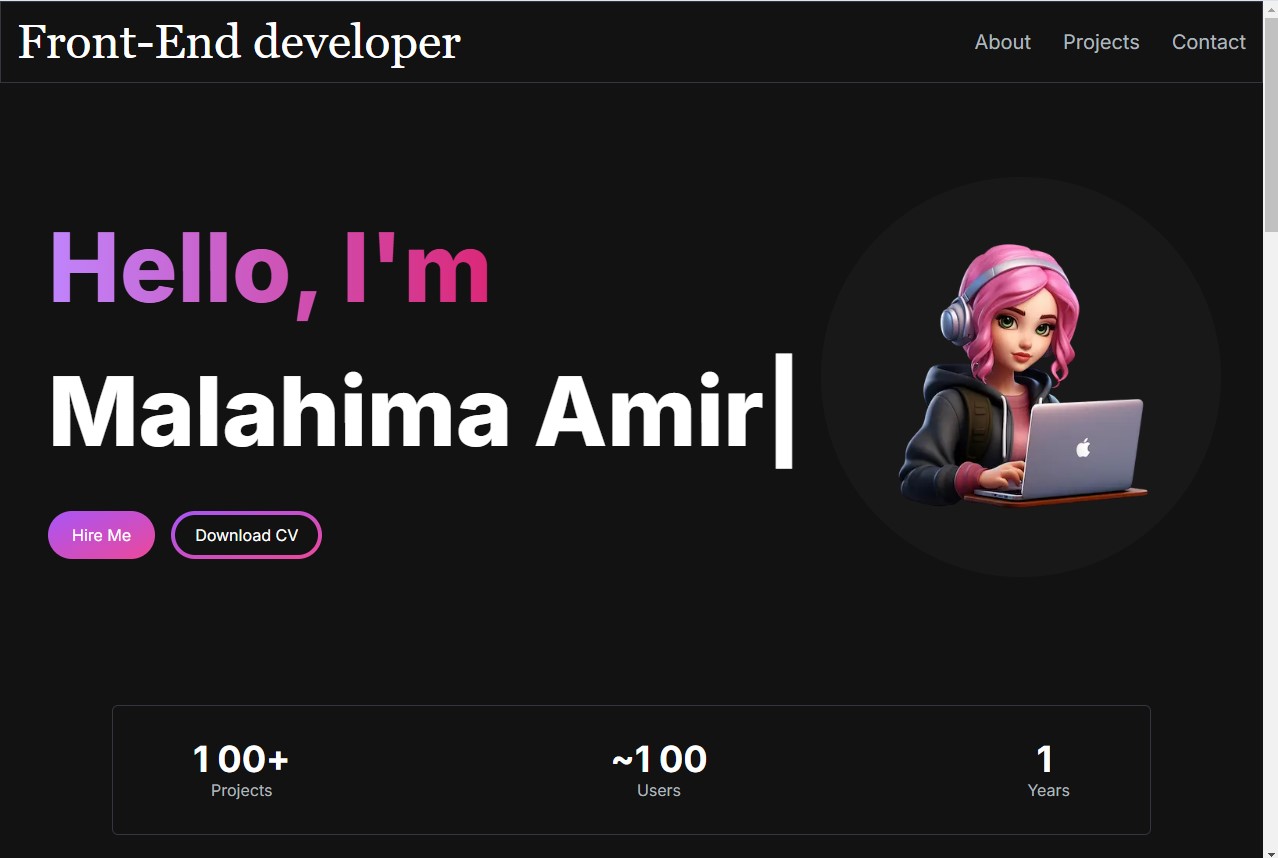 Front-End developer
About Projects Contact
Hello, I'm
Malahima Amir
Hire Me Download CV
100+ ~100 1
Projects Users Years